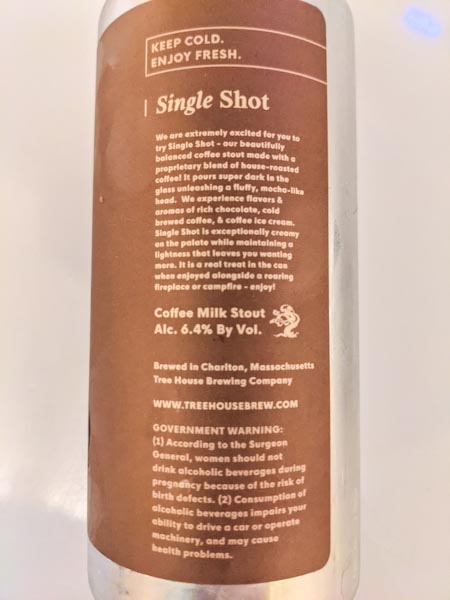 KEEP COLD.
ENJOY FRESH.
Single Shot
We are extremely excited for you to
try Single Shot - our beautifully
balanced coffee stout made with a
proprietary blend of house-roasted
coffee! It pours super dark in the
glass unleashing a fluffy, mocha-like
head. We experience flavors &
aromas of rich chocolate, cold
brewed coffee, & coffee ice cream.
Single Shot is exceptionally creamy
on the palate while maintaining a
lightness that leaves you wanting
more. It is a real treat in the can
when enjoyed alongside a roaring
fireplace or campfire - enjoy!
Coffee Milk Stout
Alc. 6.4% By Vol.
Brewed in Charlton, Massachusetts
Tree House Brewing Company
WWW.TREEHOUSEBREW.COM
GOVERNMENT WARNING:
(1) According to the Surgeon
General, women should not
drink alcoholic beverages during
pregnancy because of the risk of
birth defects. (2) Consumption of
alcoholic beverages impairs your
ability to drive a car or operate
machinery, and may cause
health problems.